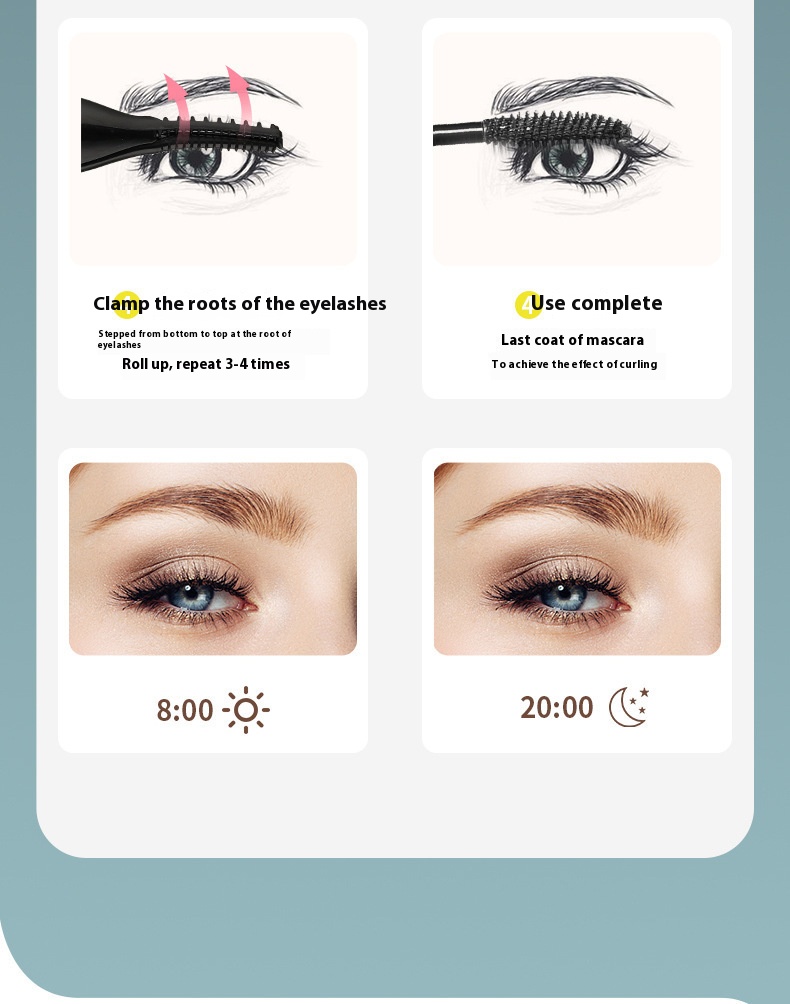 Clamp the roots of the eyelashes
Stepped from bottom to top at the root of
eyelashes
Roll up, repeat 3-4 times
4
Use complete
Last coat of mascara
To achieve the effect of curling
8:00
20:00